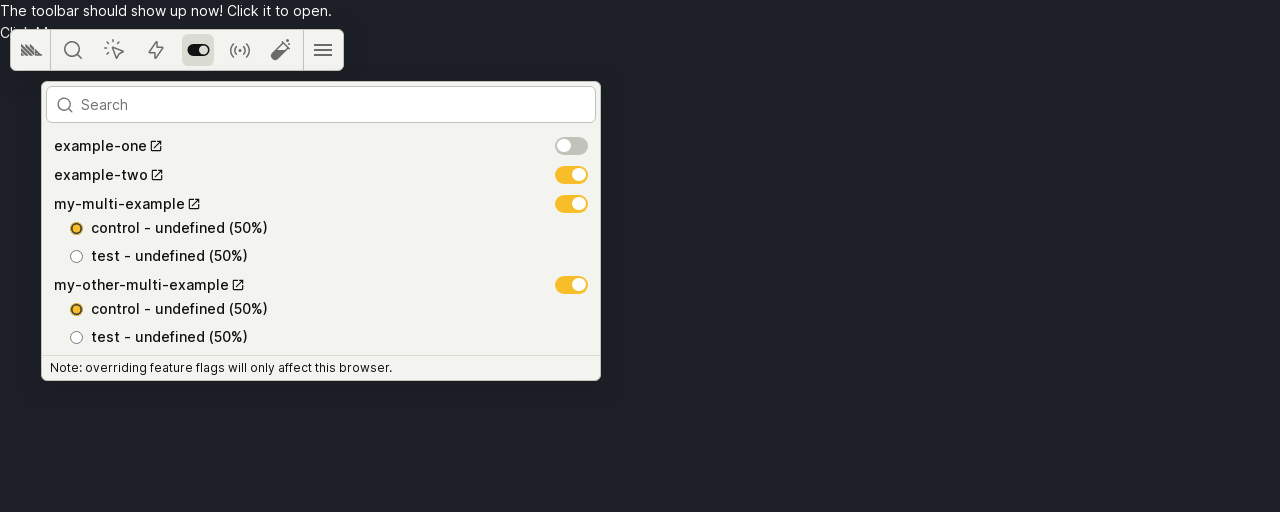 The toolbar should show up now! Click it to open.
Search
example-one
example-two
my-multi-example
control - undefined (50%)
test - undefined (50%)
my-other-multi-example
control - undefined (50%)
test - undefined (50%)
Note: overriding feature flags will only affect this browser.